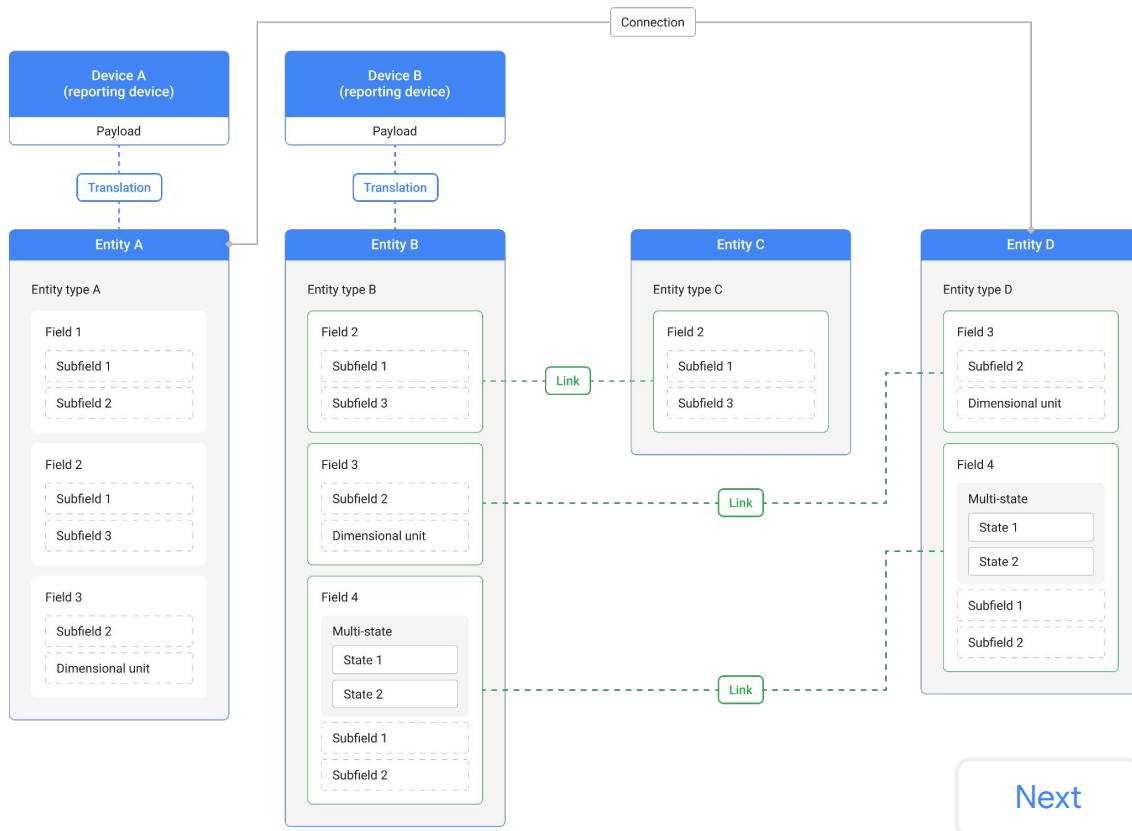 Connection
Device A
(reporting device)
Payload
Translation
Device B
(reporting device)
Payload
Translation
Entity A
Entity type A
Field 1
Subfield 1
Subfield 2
Field 2
Subfield 1
Subfield 3
Field 3
Subfield 2
Dimensional unit
Entity B
Entity type B
Field 2
Subfield 1
Subfield 3
Field 3
Subfield 2
Dimensional unit
Field 4
Multi-state
State 1
State 2
Subfield 1
Subfield 2
Link
Link
Link
Entity C
Entity type C
Field 2
Subfield 1
Subfield 3
Entity D
Entity type D
Field 3
Subfield 2
Dimensional unit
Field 4
Multi-state
State 1
State 2
Subfield 1
Subfield 2
Next